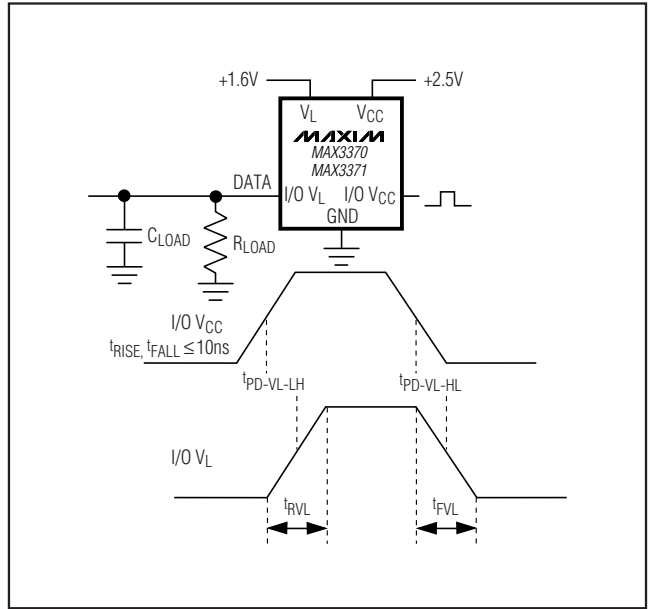 +1.6V +2.5V
VL VCC
MAXIM
MAX3370
MAX3371
DATA
I/O VL I/O VCC
GND
CLOAD
RLOAD
I/O VCC
tRISE, tFALL ≤10ns
tPD-VL-LH tPD-VL-HL
I/O VL
tRVL tFVL